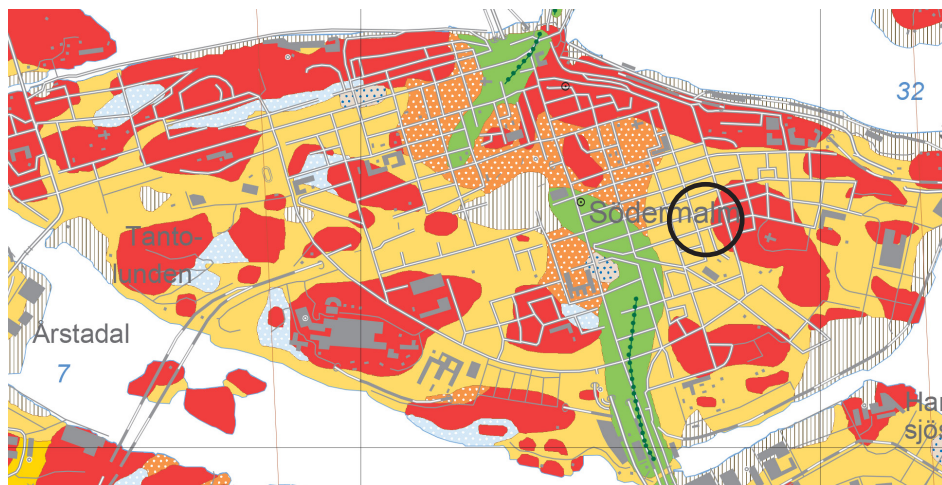 32
Södermalm
Tanto-
lunden
Årstadal
7
Har
sjös